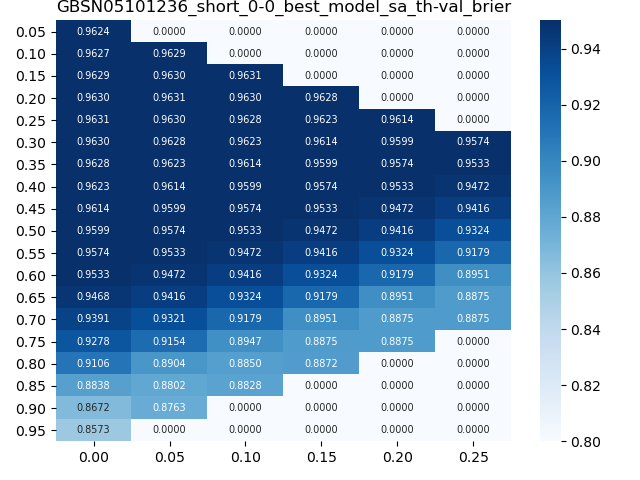 GBSN05101236_short_0-0_best_model_sa_th-val_brier
0.05 0.9624 0.0000 0.0000 0.0000 0.0000 0.0000
0.10 0.9627 0.9629 0.0000 0.0000 0.0000 0.0000
0.15 0.9629 0.9630 0.9631 0.0000 0.0000 0.0000
0.20 0.9630 0.9631 0.9630 0.9628 0.0000 0.0000
0.25 0.9631 0.9630 0.9628 0.9623 0.9614 0.0000
0.30 0.9630 0.9628 0.9623 0.9614 0.9599 0.9574
0.35 0.9628 0.9623 0.9614 0.9599 0.9574 0.9533
0.40 0.9623 0.9614 0.9599 0.9574 0.9533 0.9472
0.45 0.9614 0.9599 0.9574 0.9533 0.9472 0.9416
0.50 0.9599 0.9574 0.9533 0.9472 0.9416 0.9324
0.55 0.9574 0.9533 0.9472 0.9416 0.9324 0.9179
0.60 0.9533 0.9472 0.9416 0.9324 0.9179 0.8951
0.65 0.9468 0.9416 0.9324 0.9179 0.8951 0.8875
0.70 0.9391 0.9321 0.9179 0.8951 0.8875 0.8875
0.75 0.9278 0.9154 0.8947 0.8875 0.8875 0.0000
0.80 0.9106 0.8904 0.8850 0.8872 0.0000 0.0000
0.85 0.8838 0.8802 0.8828 0.0000 0.0000 0.0000
0.90 0.8672 0.8763 0.0000 0.0000 0.0000 0.0000
0.95 0.8573 0.0000 0.0000 0.0000 0.0000 0.0000
0.00 0.05 0.10 0.15 0.20 0.25
0.94
0.92
0.90
0.88
0.86
0.84
0.82
0.80